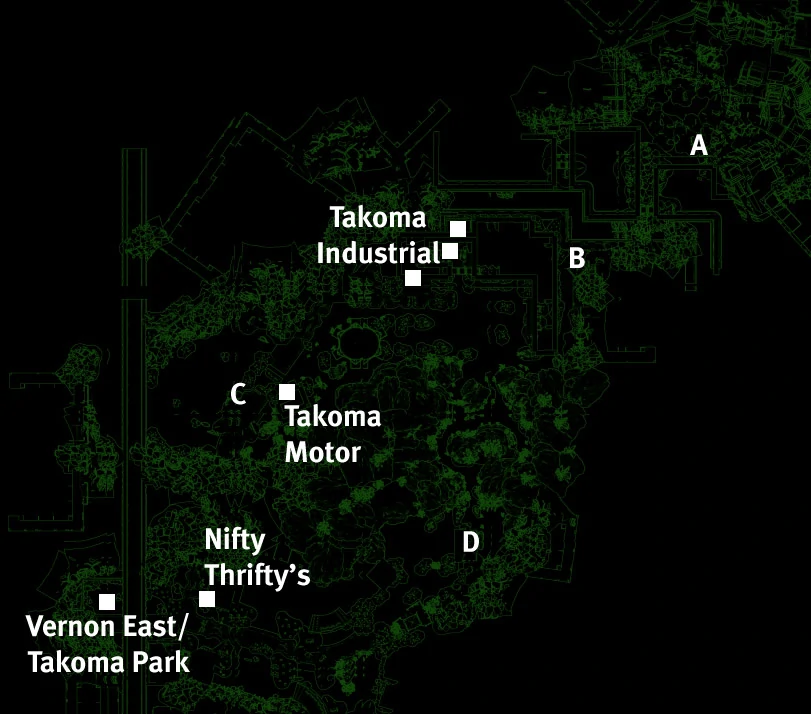 A
Takoma
Industrial
B
C
Takoma
Motor
Nifty
Thrifty's
D
Vernon East/
Takoma Park